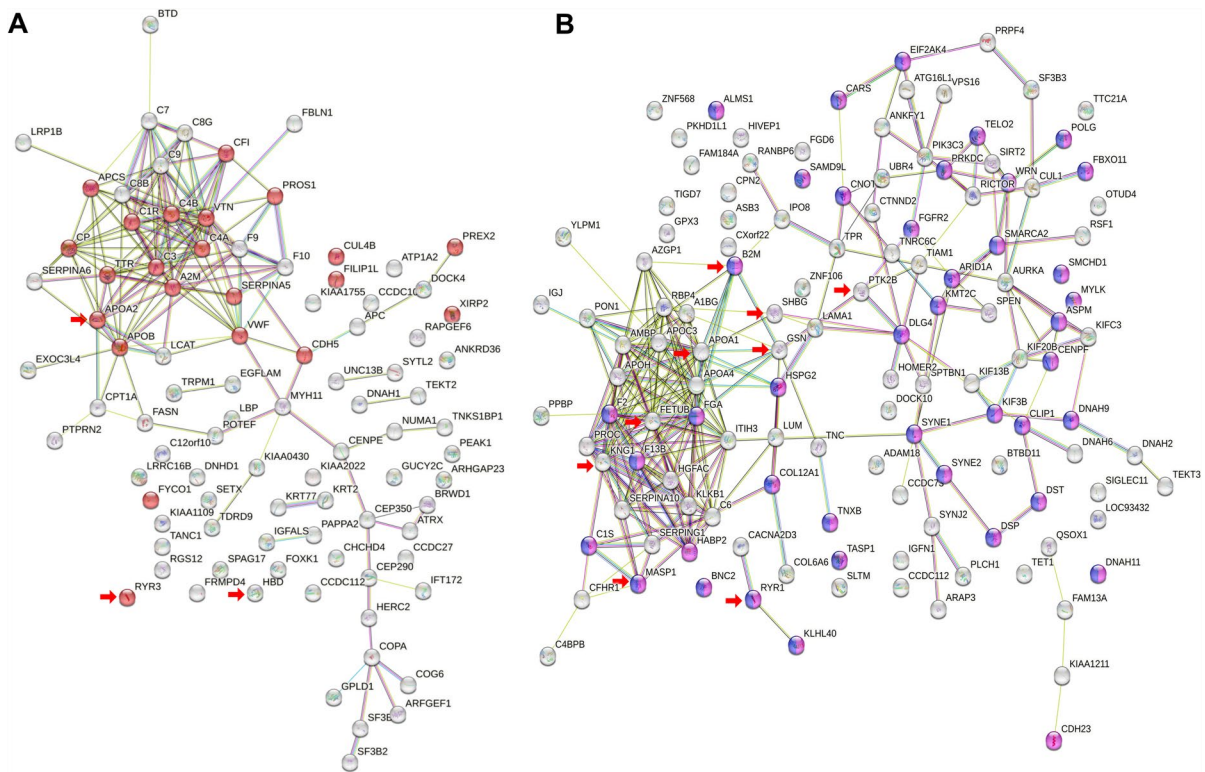 A
BTD
C7
C8G
FBLN1
LRP1B
CFI
C9
APCS
C8B
PROS1
C4B
VTN
C1R
CP
C4A
F9
PREX2
CUL4B
TTR
C3
F10
ATP1A2
SERPINA6
FILIP1L
DOCK4
A2M
SERPINA5
KIAA1755
CCDC10
APOA2
XIRP2
APC
APOB
VWF
RAPGEF6
LCAT
CDH5
EXOC3L4
SYTL2
ANKRD36
EGFLAM
UNC13B
TRPM1
TEKT2
DNAH1
CPT1A
MYH11
FASN
LBP
NUMA1
TNKS1BP1
PTPRN2
POTEF
C12orf10
CENPE
PEAK1
KIAA0430
LRRC16B
DNHD1
KIAA2022
GUCY2C
ARHGAP23
FYCO1
SETX
KRT77
KRT2
BRWD1
KIAA1109
CEP350
TDRD9
PAPPA2
ATRX
TANC1
IGFALS
CCDC27
RGS12
SPAG17
FOXK1
CHCHD4
CEP290
FRMPD4
HBD
CCDC112
IFT172
RYR3
HERC2
COPA
COG6
GPLD1
ARFGEF1
SF3B2
B
PRPF4
EIF2AK4
ATG16L1
VPS16
SF3B3
ZNF568
ALMS1
CARS
TTC21A
PKHD1L1
HIVEP1
ANKFY1
TELO2
POLG
FAM184A
RANBP6
FGD6
PIK3C3
SIRT2
UBR4
PRKDC
WRN
FBXO11
CPN2
SAMD9L
RICTOR
CUL1
TIGD7
CNOT
OTUD4
ASB3
CTNND2
GPX3
IPO8
FGFR2
SMARCA2
RSF1
YLPM1
CXorf22
TNRC6C
AZGP1
TPR
TIAM1
B2M
ARID1A
AURKA
SMCHD1
ZNF106
PTK2B
IGJ
RBP4
A1BG
KMT2C
SPEN
MYLK
PON1
SHBG
LAMA1
ASPM
AMBP
APOC3
DLG4
KIFC3
APOA1
GSN
KIF20B
CENPF
APOH
APOA4
HSPG2
HOMER2
SPTBN1
KIF13B
PPBP
F2
FETUB
FGA
DOCK10
KIF3B
CLIP1
DNAH9
PROC
ITIH3
LUM
TNC
SYNE1
KNG1
F13B
ADAM18
BTBD11
DNAH6
DNAH2
HGFAC
COL12A1
SYNE2
TEKT3
SERPINA10
KLKB1
CCDC73
SIGLEC11
C6
DST
LOC93432
SERPING1
TNXB
SYNJ2
DSP
C1S
HABP2
CACNA2D3
QSOX1
TASP1
IGFN1
MASP1
BNC2
COL6A6
PLCH1
TET1
DNAH11
CFHR1
RYR1
SLTM
CCDC112
ARAP3
FAM13A
C4BPB
KLHL40
KIAA1211
CDH23